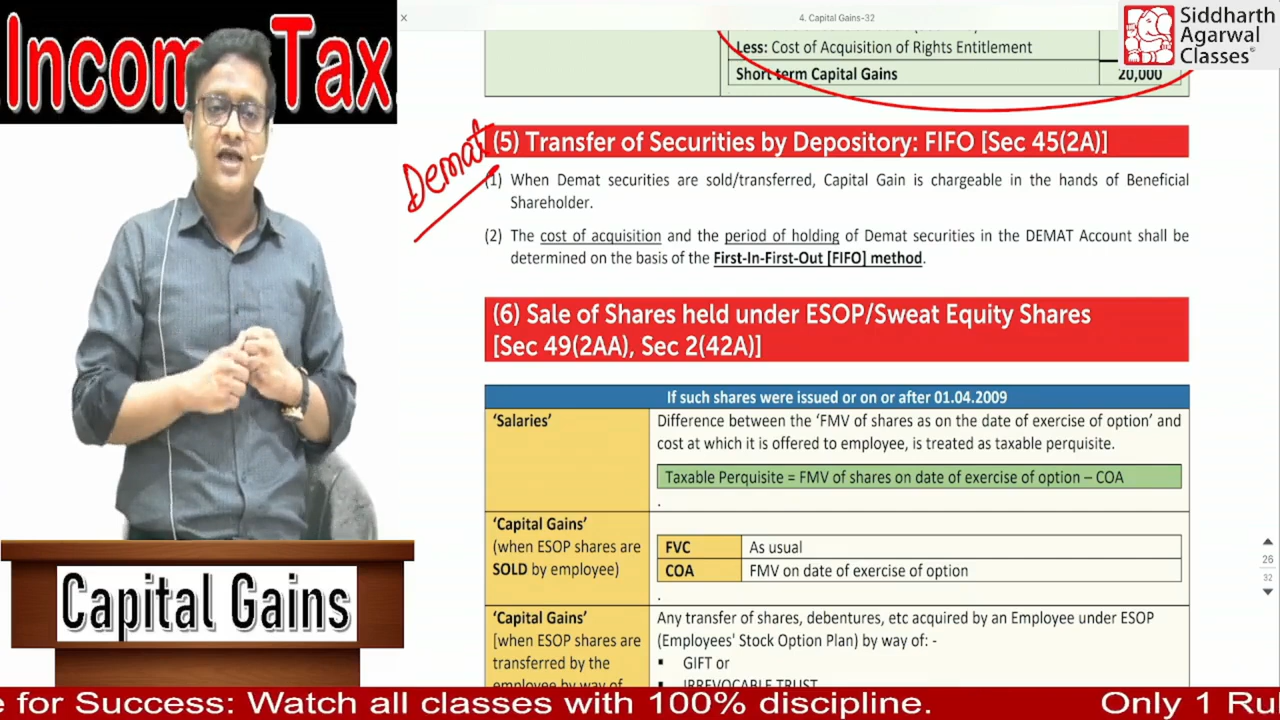 Income Tax
4. Capital Gains-32
Siddharth
Agarwal
Classes®
Less: Cost of Acquisition of Rights Entitlement
Short term Capital Gains 20,000
Demat
(5) Transfer of Securities by Depository: FIFO [Sec 45(2A)]
(1) When Demat securities are sold/transferred, Capital Gain is chargeable in the hands of Beneficial
Shareholder.
(2) The cost of acquisition and the period of holding of Demat securities in the DEMAT Account shall be
determined on the basis of the First-In-First-Out [FIFO] method.
(6) Sale of Shares held under ESOP/Sweat Equity Shares
[Sec 49(2AA), Sec 2(42A)]
If such shares were issued or on or after 01.04.2009
'Salaries'
Difference between the 'FMV of shares as on the date of exercise of option' and
cost at which it is offered to employee, is treated as taxable perquisite.
Taxable Perquisite = FMV of shares on date of exercise of option – COA
.
'Capital Gains'
(when ESOP shares are
SOLD by employee)
FVC As usual
COA FMV on date of exercise of option
.
'Capital Gains'
[when ESOP shares are
transferred by the
employee by way of
Any transfer of shares, debentures, etc acquired by an Employee under ESOP
(Employees' Stock Option Plan) by way of: -
▪ GIFT or
▪ IRREVOCABLE TRUST
26
32
Capital Gains
e for Success: Watch all classes with 100% discipline. Only 1 Ru